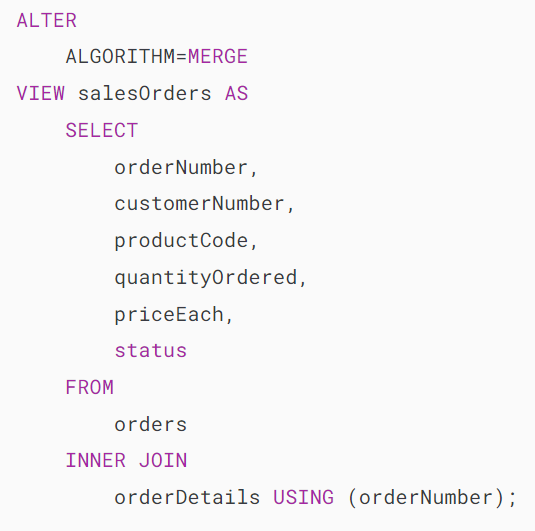 ALTER
ALGORITHM=MERGE
VIEW salesOrders AS
SELECT
orderNumber,
customerNumber,
productCode,
quantityOrdered,
priceEach,
status
FROM
orders
INNER JOIN
orderDetails USING (orderNumber);